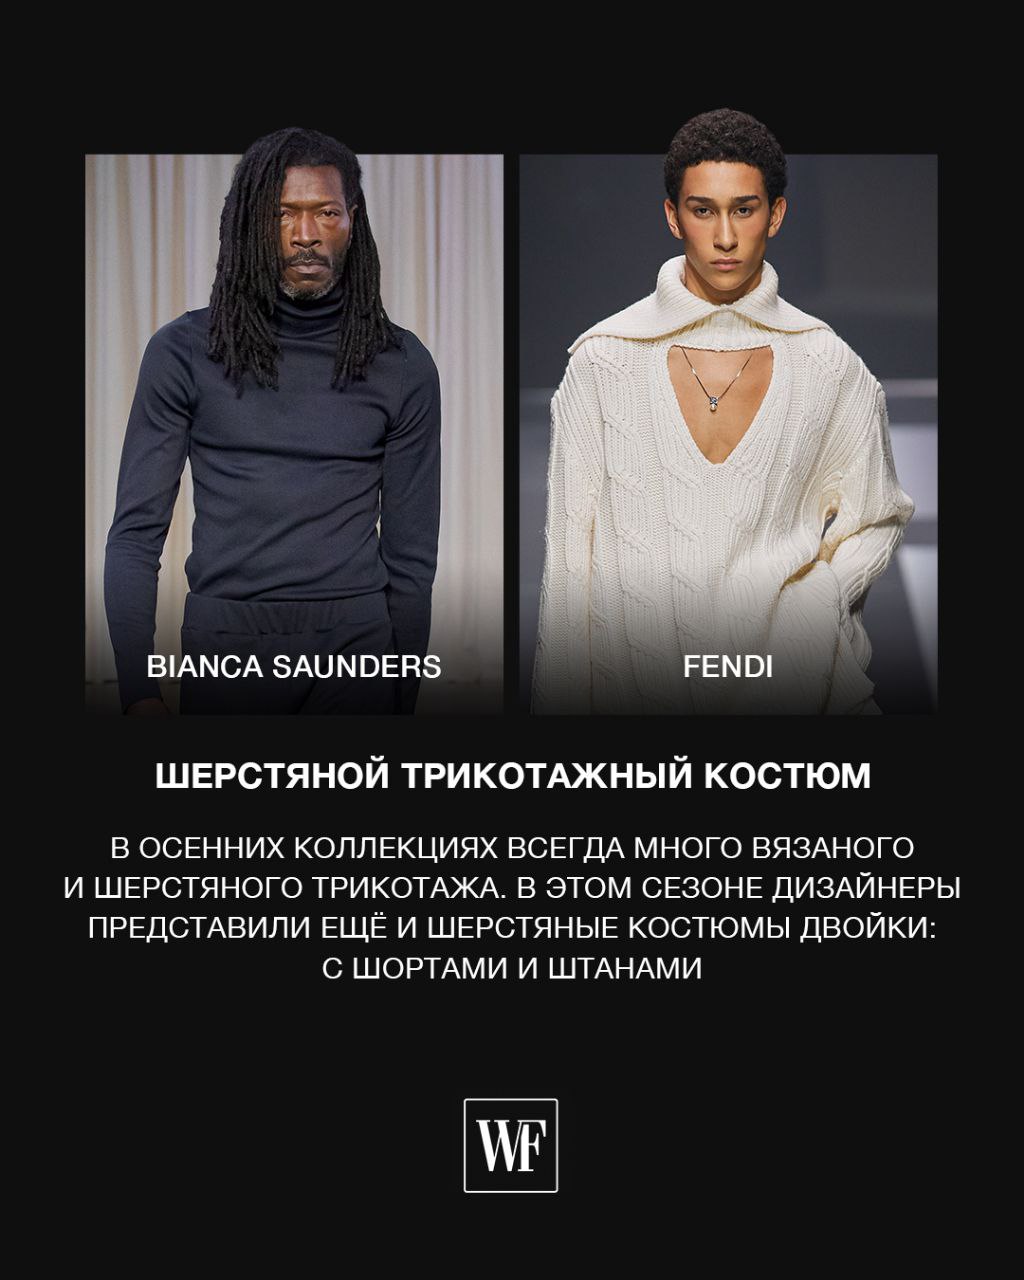 BIANCA SAUNDERS
FENDI
ШЕРСТЯНОЙ ТРИКОТАЖНЫЙ КОСТЮМ
В ОСЕННИХ КОЛЛЕКЦИЯХ ВСЕГДА МНОГО ВЯЗАНОГО
И ШЕРСТЯНОГО ТРИКОТАЖА. В ЭТОМ СЕЗОНЕ ДИЗАЙНЕРЫ
ПРЕДСТАВИЛИ ЕЩЁ И ШЕРСТЯНЫЕ КОСТЮМЫ ДВОЙКИ:
С ШОРТАМИ И ШТАНАМИ
WF